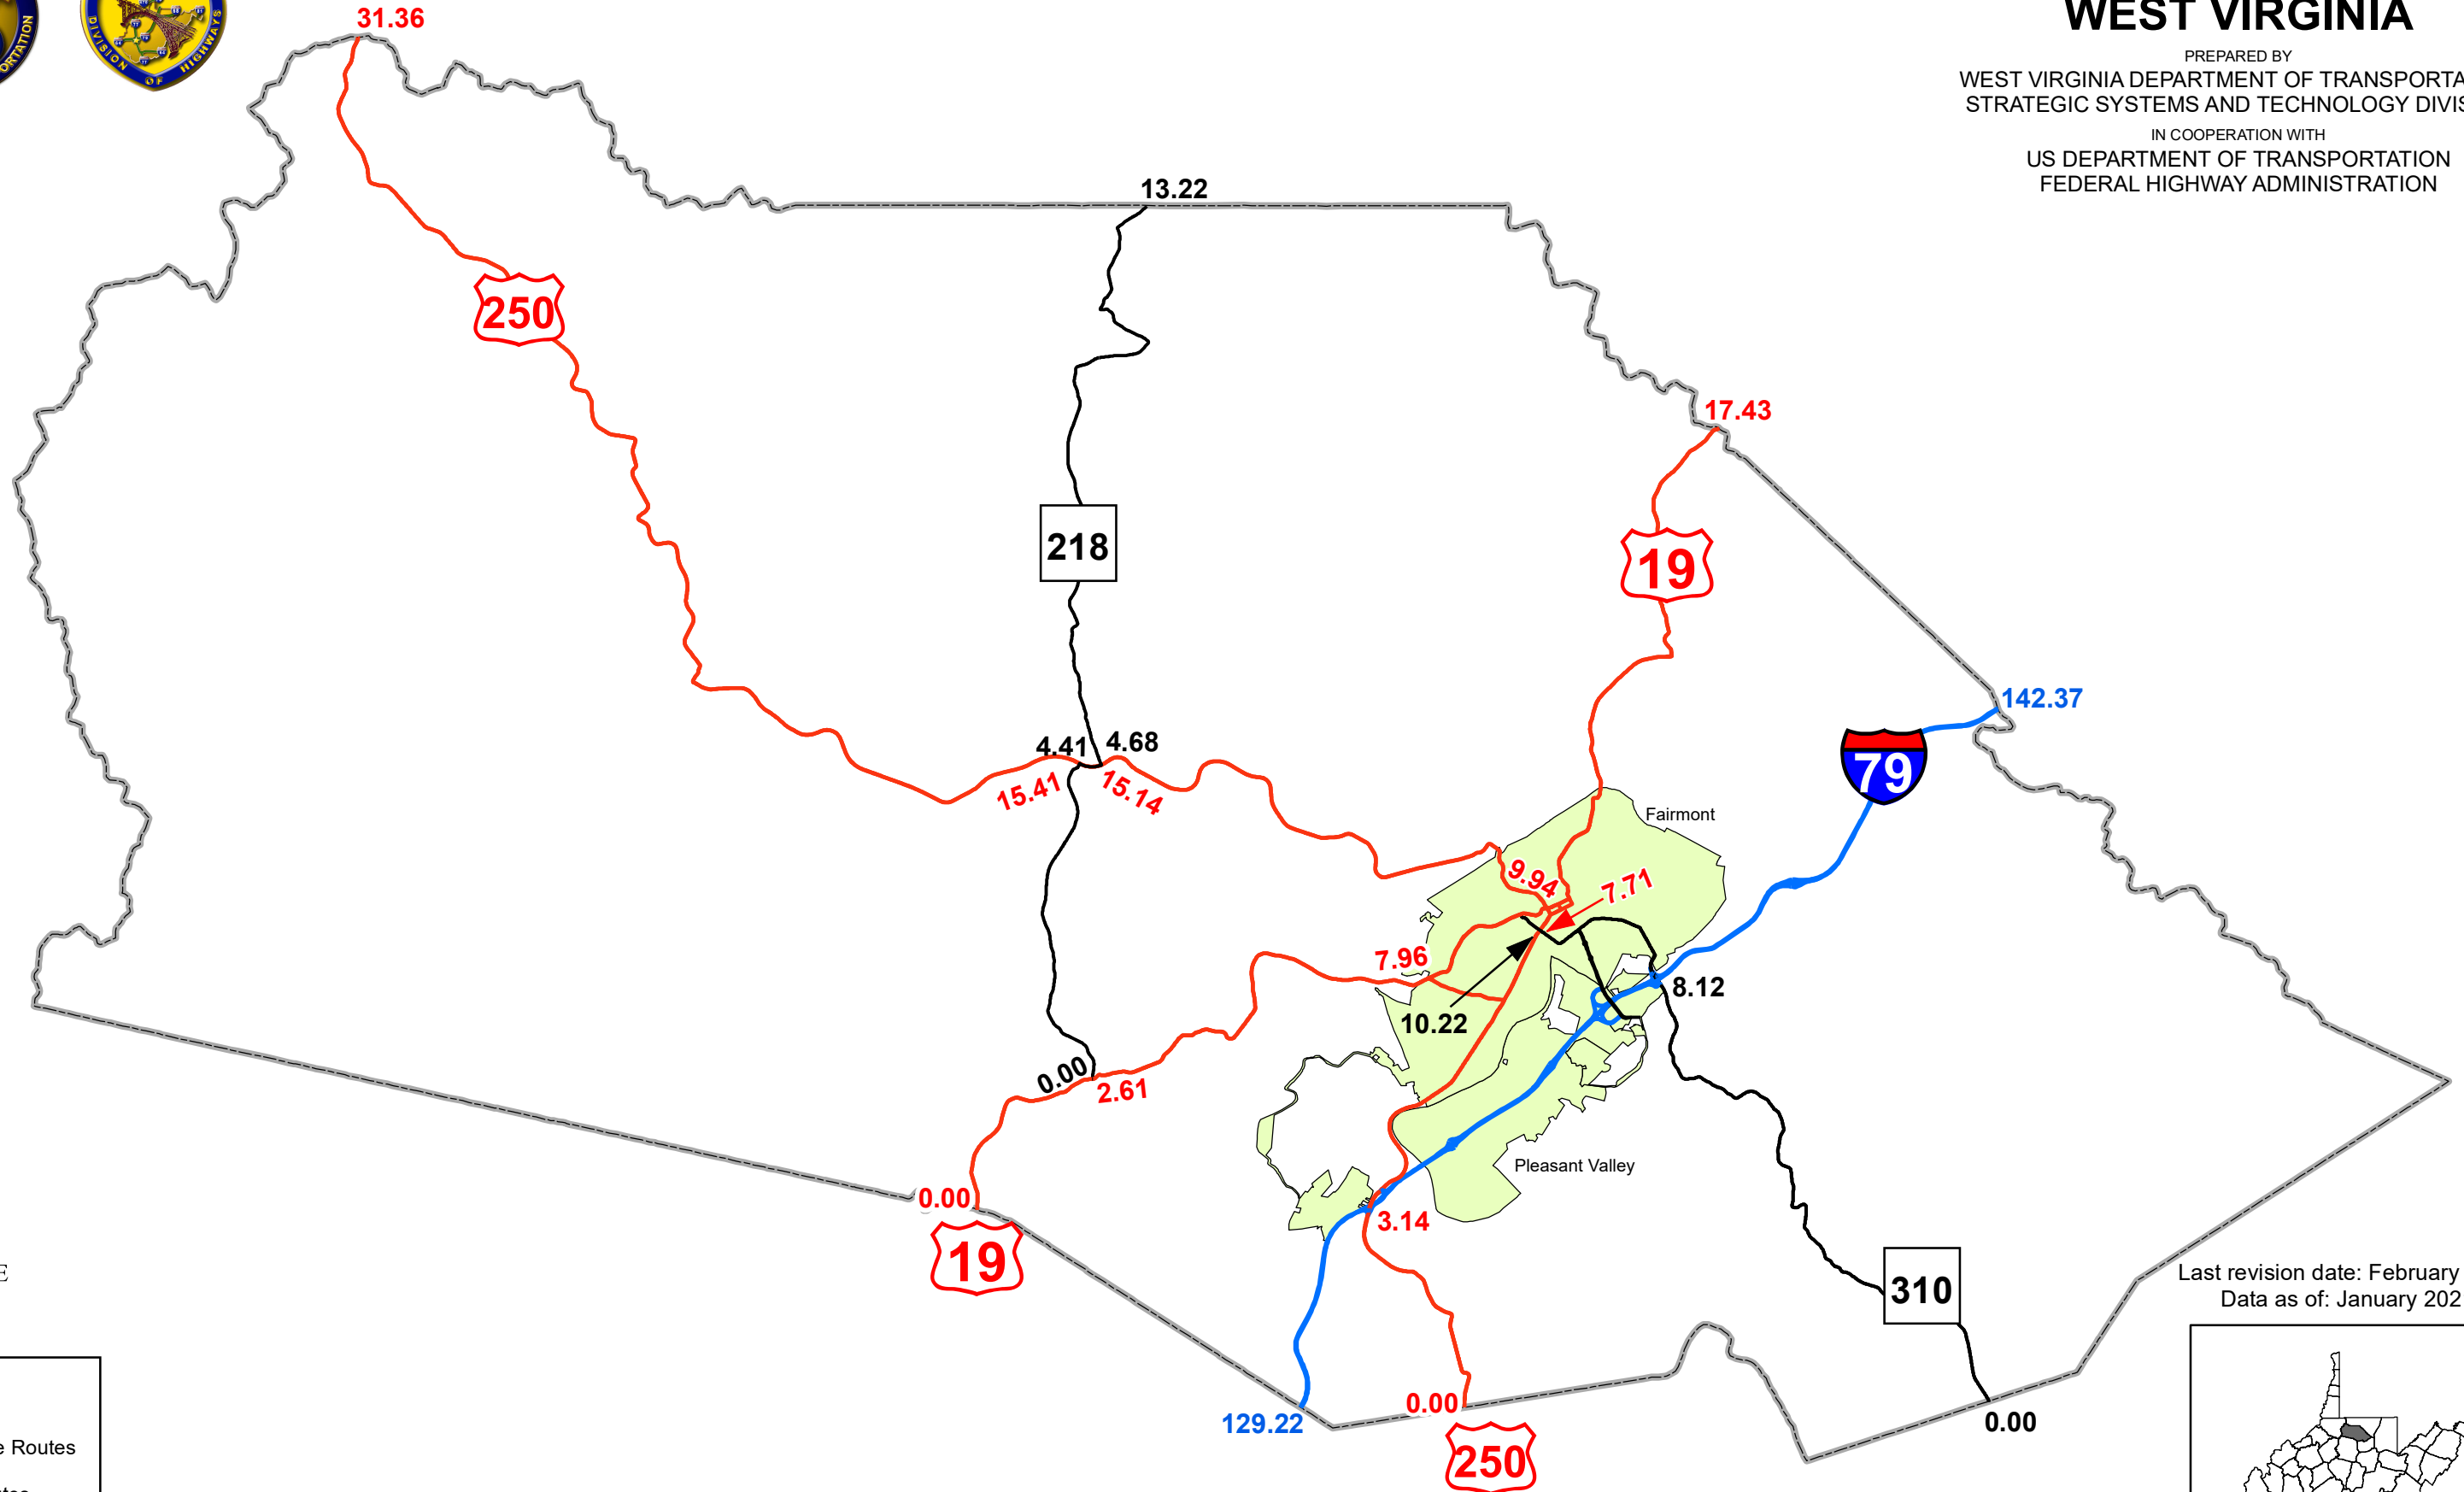 ORTATION
DIVISION OF HIGHWAYS
WEST VIRGINIA
PREPARED BY
WEST VIRGINIA DEPARTMENT OF TRANSPORTA
STRATEGIC SYSTEMS AND TECHNOLOGY DIVIS
IN COOPERATION WITH
US DEPARTMENT OF TRANSPORTATION
FEDERAL HIGHWAY ADMINISTRATION
31.36
13.22
250
17.43
218
19
142.37
4.41
4.68
79
15.41
15.14
Fairmont
9.94
7.71
7.96
8.12
10.22
0.00
2.61
Pleasant Valley
0.00
3.14
19
E
310
Last revision date: February
Data as of: January 202
0.00
129.22
0.00
e Routes
250